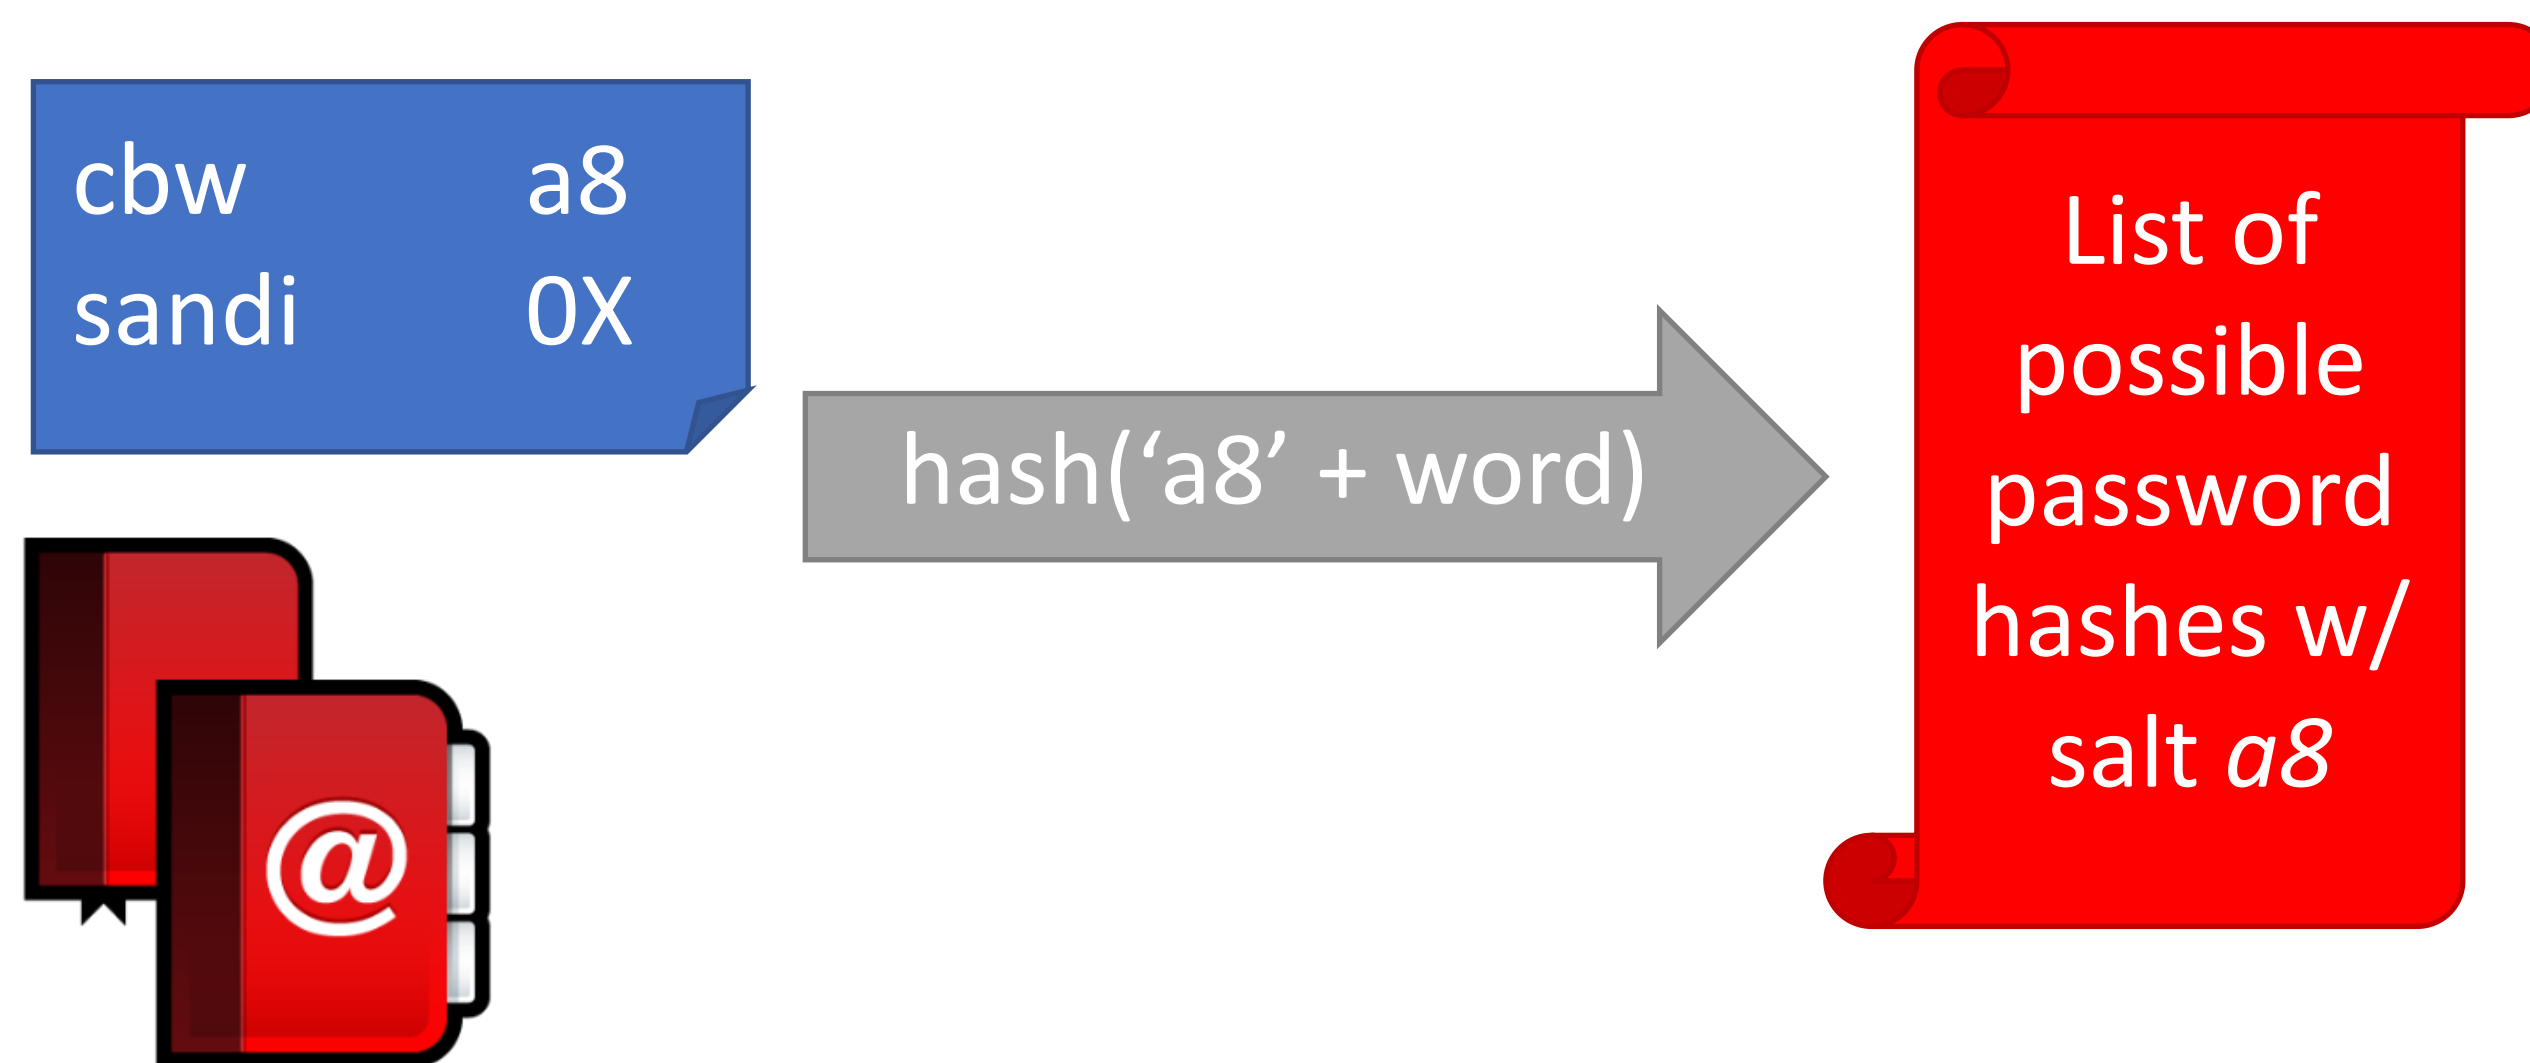 cbw a8
sandi 0X
hash(‘a8’ + word)
List of
possible
password
hashes w/
salt a8
@